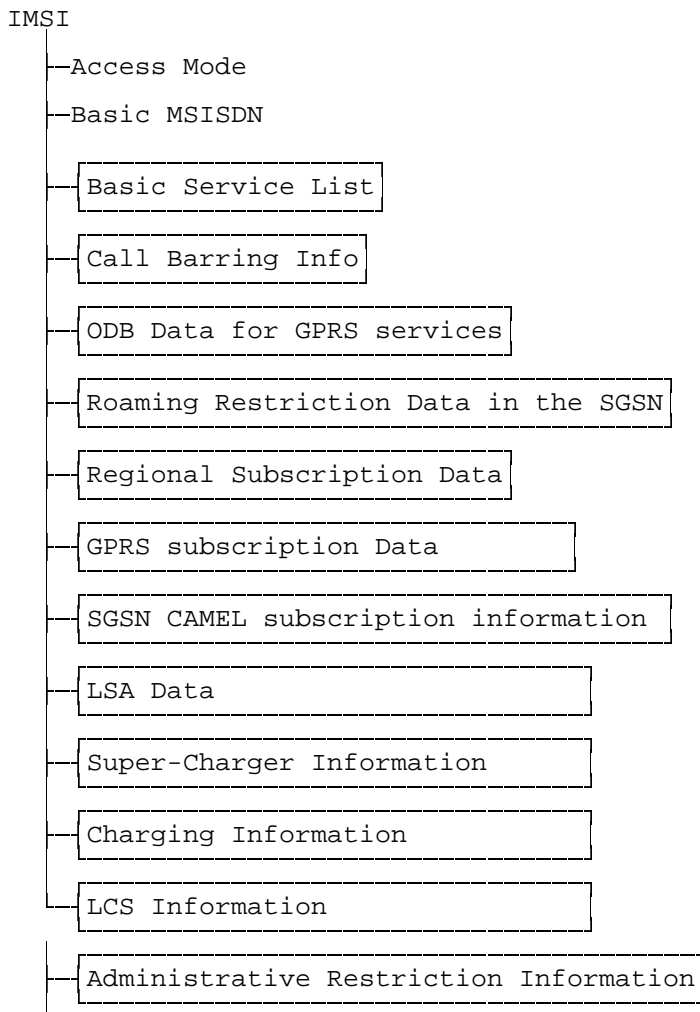 IMSI
Access Mode
Basic MSISDN
Basic Service List
Call Barring Info
ODB Data for GPRS services
Roaming Restriction Data in the SGSN
Regional Subscription Data
GPRS subscription Data
SGSN CAMEL subscription information
LSA Data
Super-Charger Information
Charging Information
LCS Information
Administrative Restriction Information